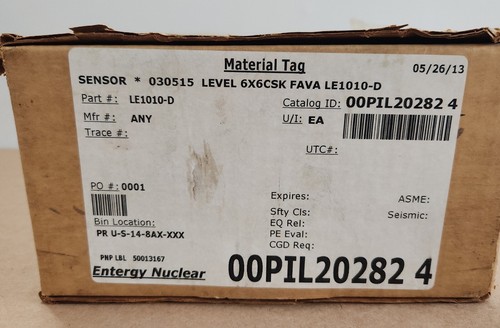 Material Tag
05/26/13
SENSOR * 030515 LEVEL 6X6CSK FAVA LE1010-D
Part #: LE1010-D
Catalog ID: 00PIL20282 4
Mfr #: ANY
U/I: EA
Trace #:
UTC#:
PO #: 0001
Expires:
ASME:
Sfty Cls:
Seismic:
Bin Location:
EQ Rel:
PR U-S-14-8AX-XXX
PE Eval:
CGD Req:
PNP LBL 50013167
Entergy Nuclear
00PIL20282 4